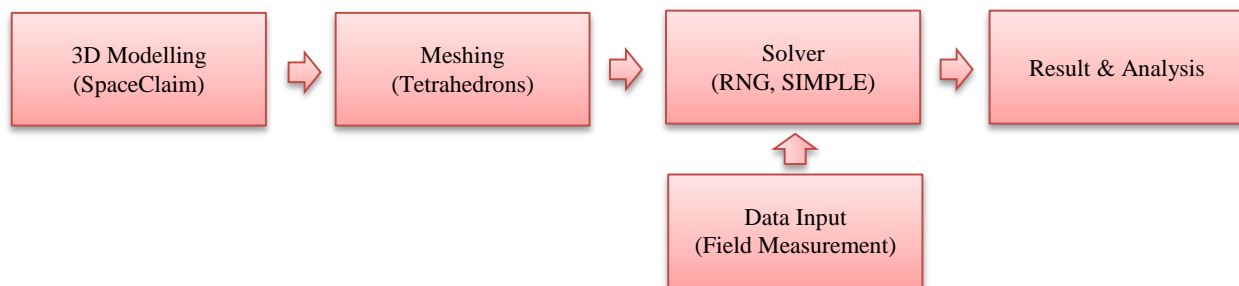 3D Modelling
(SpaceClaim)
Meshing
(Tetrahedrons)
Solver
(RNG, SIMPLE)
Result & Analysis
Data Input
(Field Measurement)